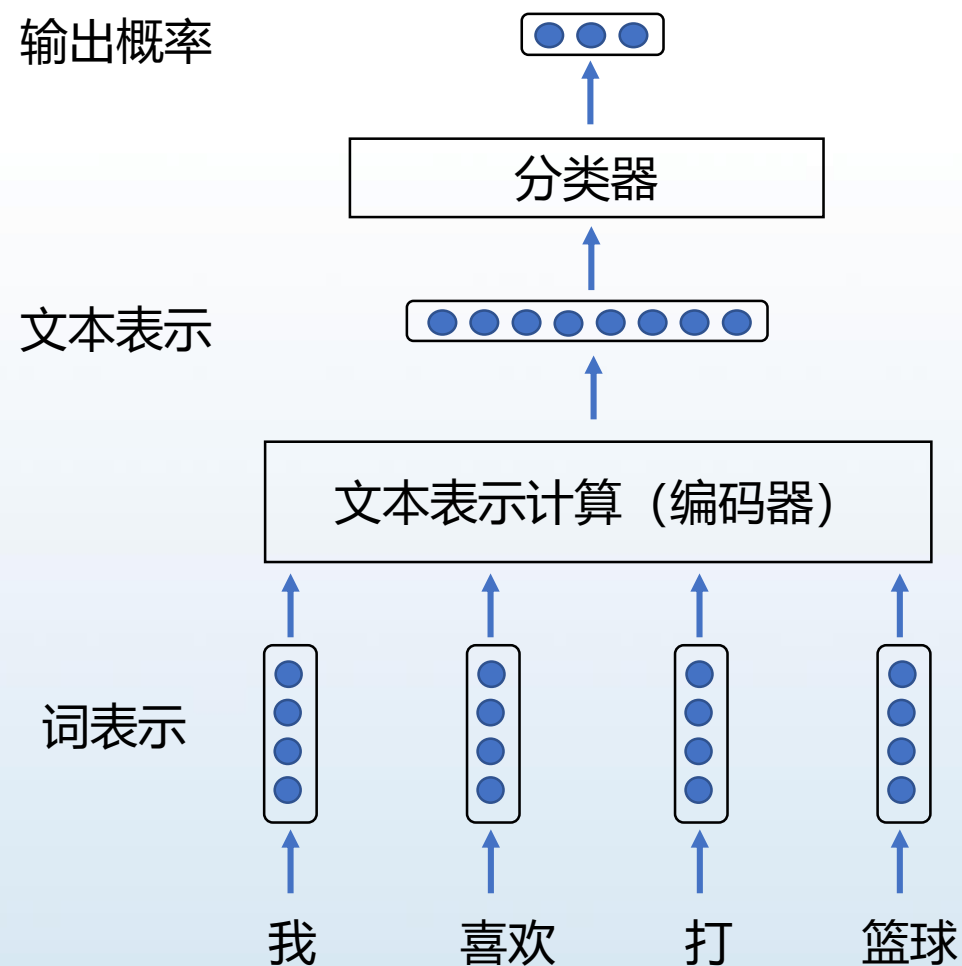 输出概率
分类器
文本表示
文本表示计算（编码器）
词表示
我 喜欢 打 篮球